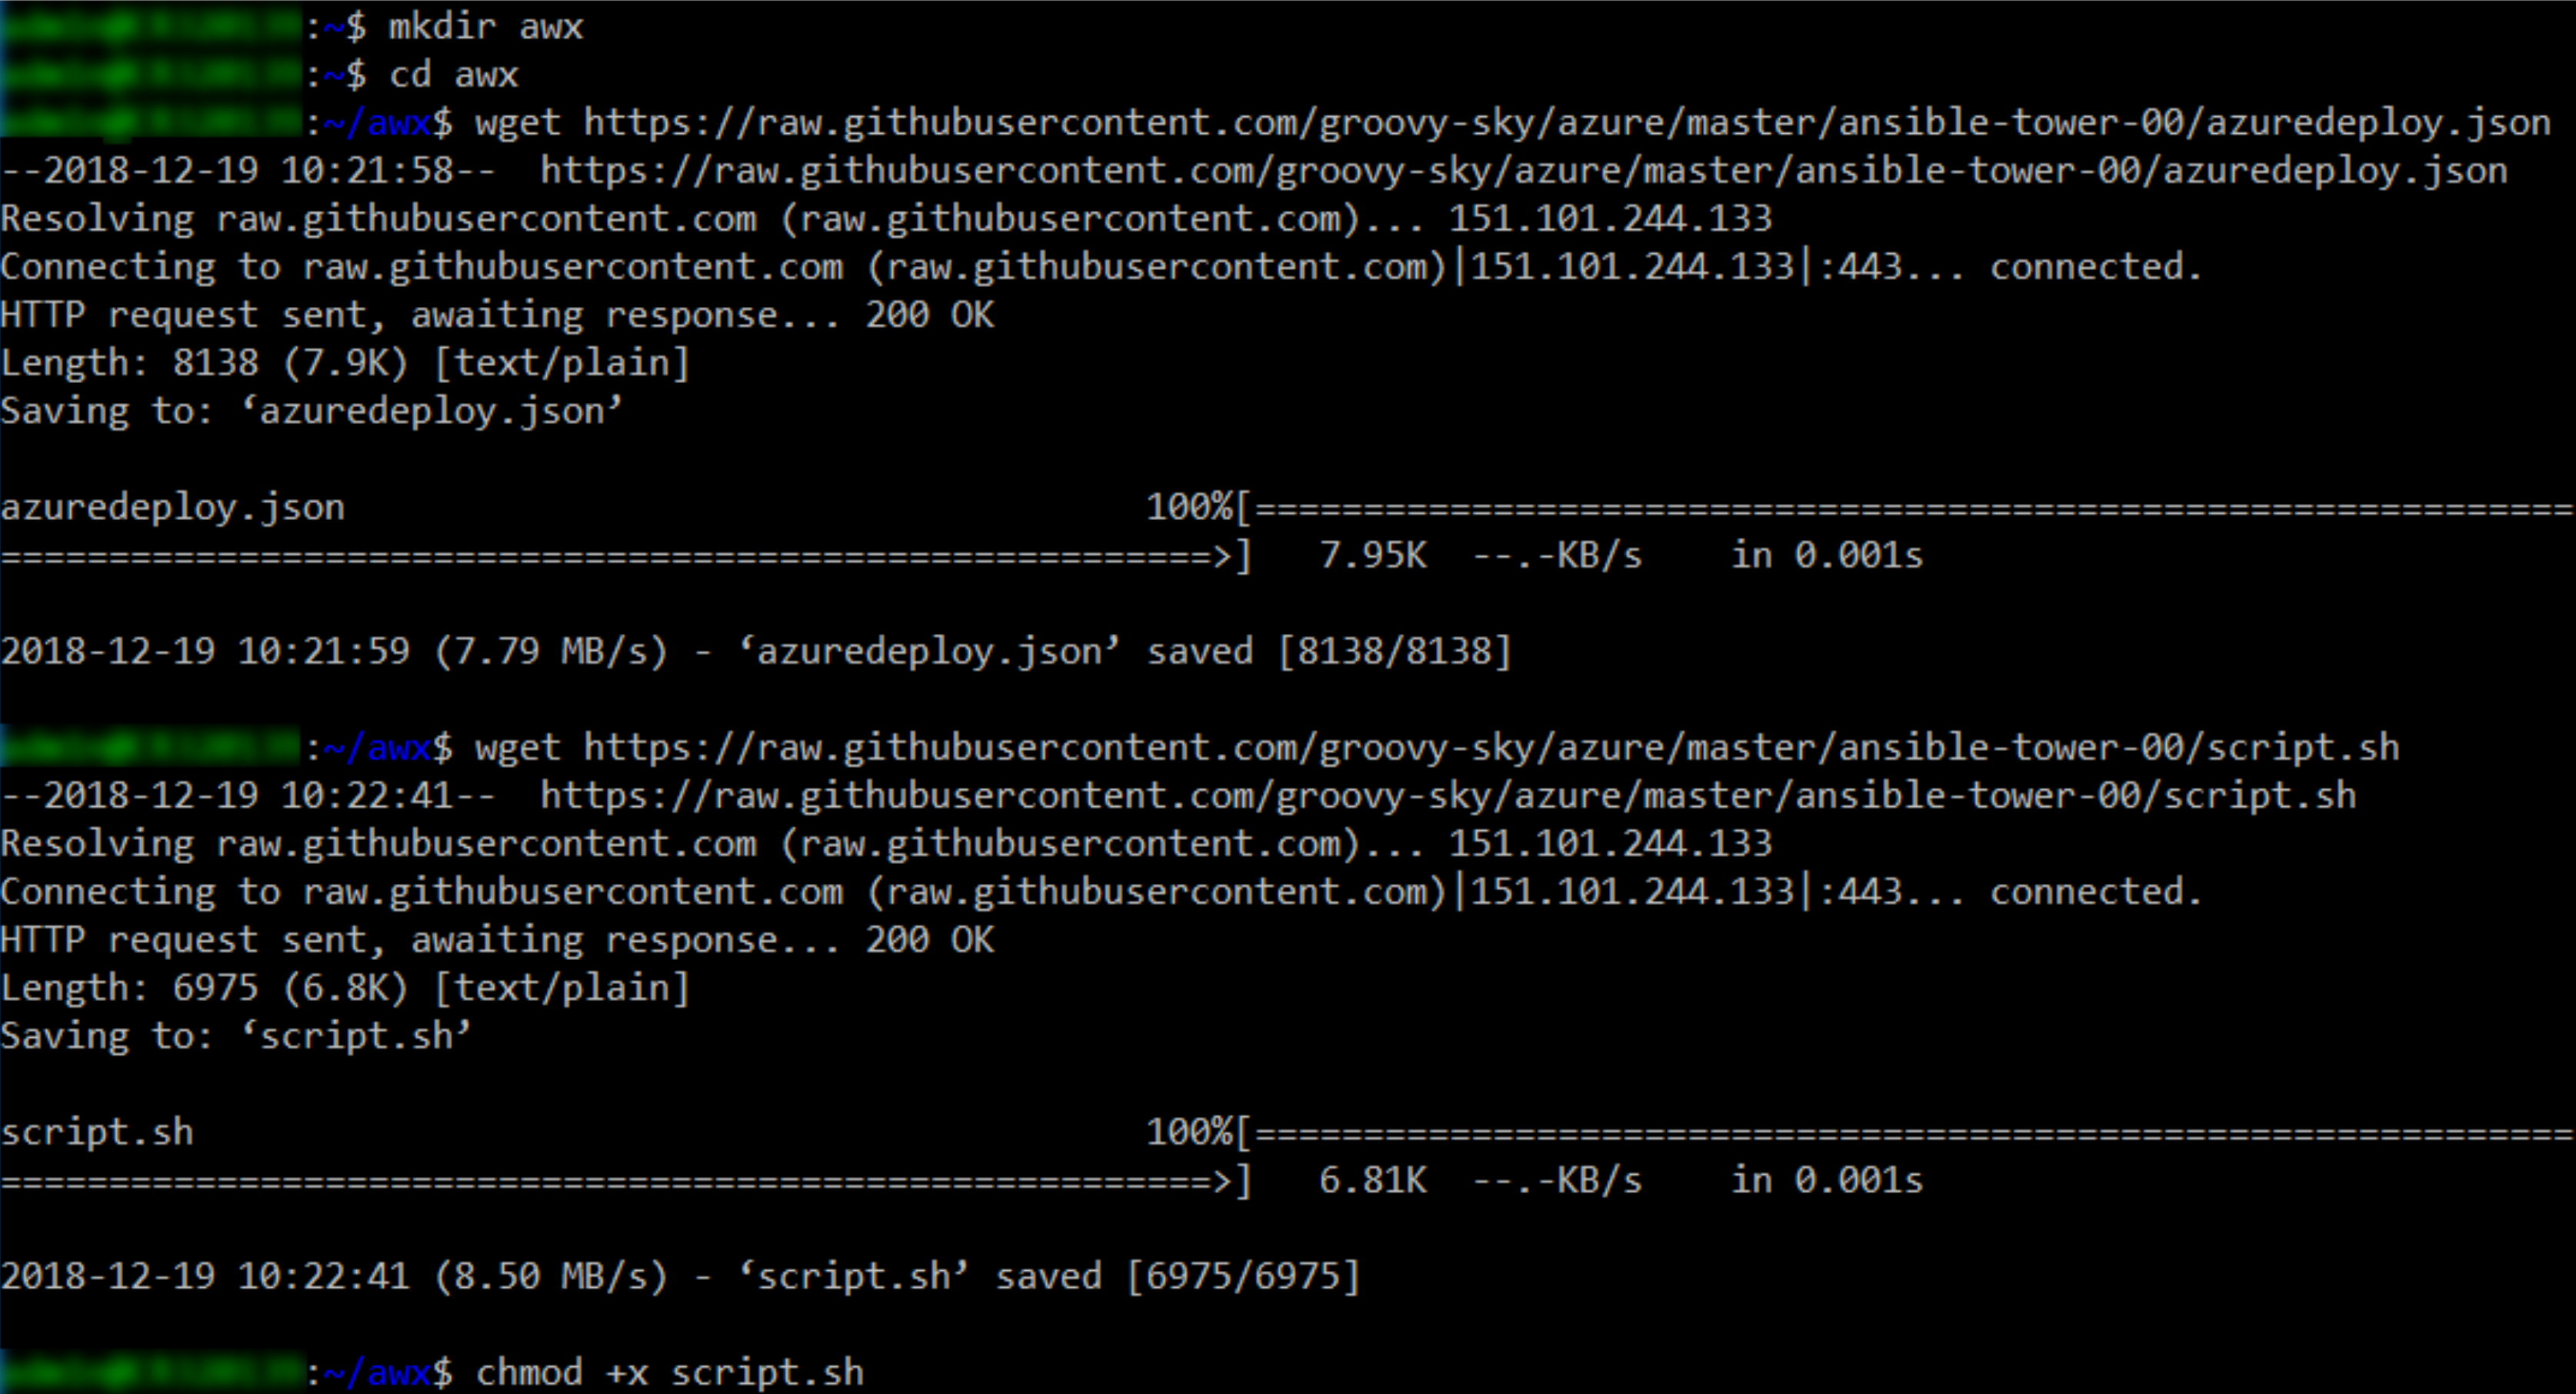 :~$ mkdir awx
:~$ cd awx
:~/awx$ wget https://raw.githubusercontent.com/groovy-sky/azure/master/ansible-tower-00/azuredeploy.json
--2018-12-19 10:21:58--  https://raw.githubusercontent.com/groovy-sky/azure/master/ansible-tower-00/azuredeploy.json
Resolving raw.githubusercontent.com (raw.githubusercontent.com)... 151.101.244.133
Connecting to raw.githubusercontent.com (raw.githubusercontent.com)|151.101.244.133|:443... connected.
HTTP request sent, awaiting response... 200 OK
Length: 8138 (7.9K) [text/plain]
Saving to: ‘azuredeploy.json’
azuredeploy.json 100%[=============================================================
========================================================>] 7.95K --.-KB/s in 0.001s
2018-12-19 10:21:59 (7.79 MB/s) - ‘azuredeploy.json’ saved [8138/8138]
:~/awx$ wget https://raw.githubusercontent.com/groovy-sky/azure/master/ansible-tower-00/script.sh
--2018-12-19 10:22:41--  https://raw.githubusercontent.com/groovy-sky/azure/master/ansible-tower-00/script.sh
Resolving raw.githubusercontent.com (raw.githubusercontent.com)... 151.101.244.133
Connecting to raw.githubusercontent.com (raw.githubusercontent.com)|151.101.244.133|:443... connected.
HTTP request sent, awaiting response... 200 OK
Length: 6975 (6.8K) [text/plain]
Saving to: ‘script.sh’
script.sh 100%[=============================================================
========================================================>] 6.81K --.-KB/s in 0.001s
2018-12-19 10:22:41 (8.50 MB/s) - ‘script.sh’ saved [6975/6975]
:~/awx$ chmod +x script.sh